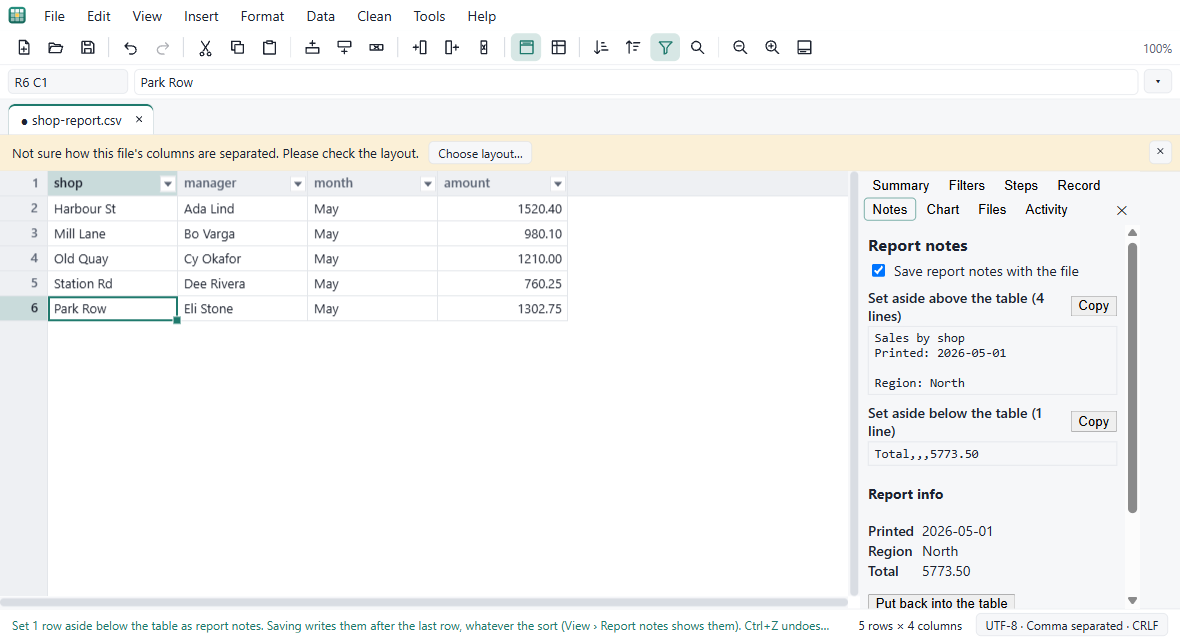 File Edit View Insert Format Data Clean Tools Help
100%
R6 C1 Park Row
● shop-report.csv ×
Not sure how this file's columns are separated. Please check the layout. Choose layout... ×
1 shop manager month amount
2 Harbour St Ada Lind May 1520.40
3 Mill Lane Bo Varga May 980.10
4 Old Quay Cy Okafor May 1210.00
5 Station Rd Dee Rivera May 760.25
6 Park Row Eli Stone May 1302.75
Summary Filters Steps Record
Notes Chart Files Activity
Report notes
Save report notes with the file
Set aside above the table (4
lines)
Copy
Sales by shop
Printed: 2026-05-01
Region: North
Set aside below the table (1
line)
Copy
Total,,,5773.50
Report info
Printed 2026-05-01
Region North
Total 5773.50
Put back into the table
Set 1 row aside below the table as report notes. Saving writes them after the last row, whatever the sort (View › Report notes shows them). Ctrl+Z undoes...
5 rows × 4 columns
UTF-8 · Comma separated · CRLF